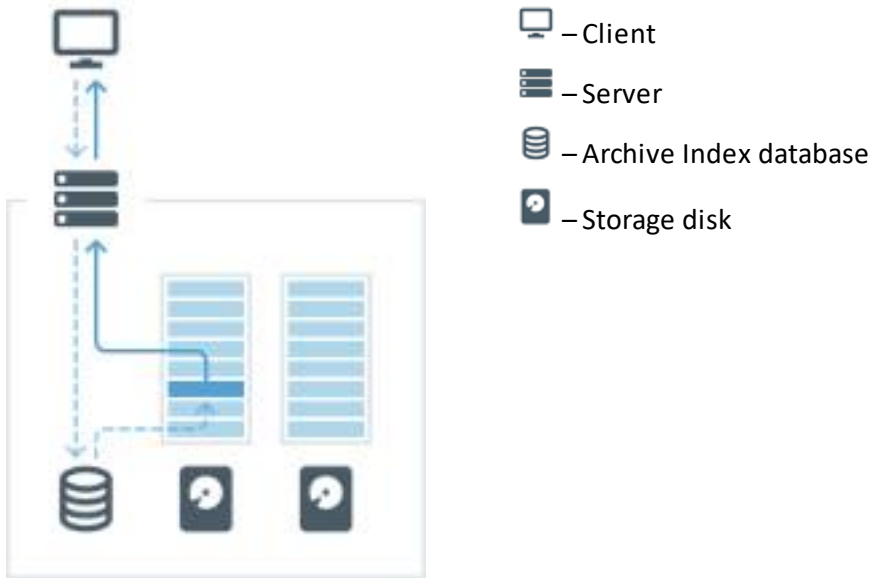 – Client
– Server
– Archive Index database
– Storage disk